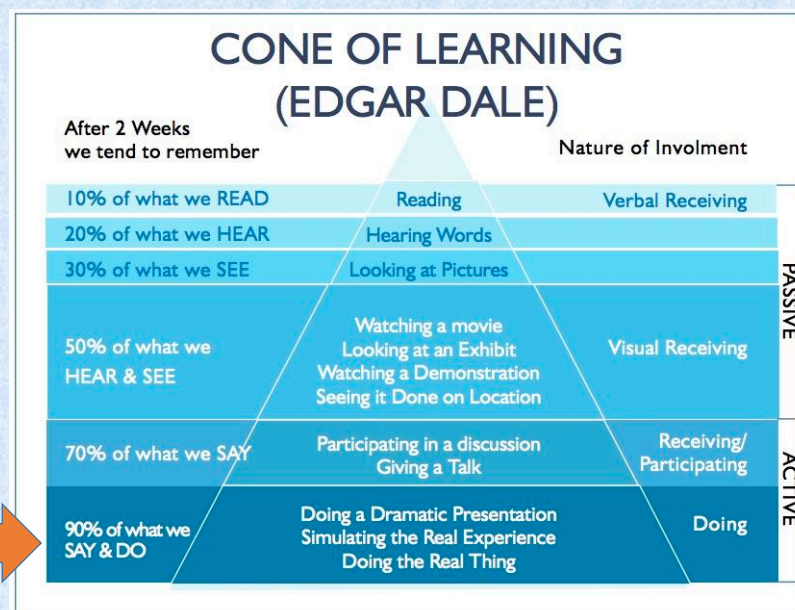 CONE OF LEARNING
(EDGAR DALE)
After 2 Weeks
we tend to remember
Nature of Involment
10% of what we READ
Reading
Verbal Receiving
20% of what we HEAR
Hearing Words
30% of what we SEE
Looking at Pictures
50% of what we
HEAR & SEE
Watching a movie
Looking at an Exhibit
Watching a Demonstration
Seeing it Done on Location
Visual Receiving
PASSIVE
70% of what we SAY
Participating in a discussion
Giving a Talk
Receiving/
Participating
90% of what we
SAY & DO
Doing a Dramatic Presentation
Simulating the Real Experience
Doing the Real Thing
Doing
ACTIVE